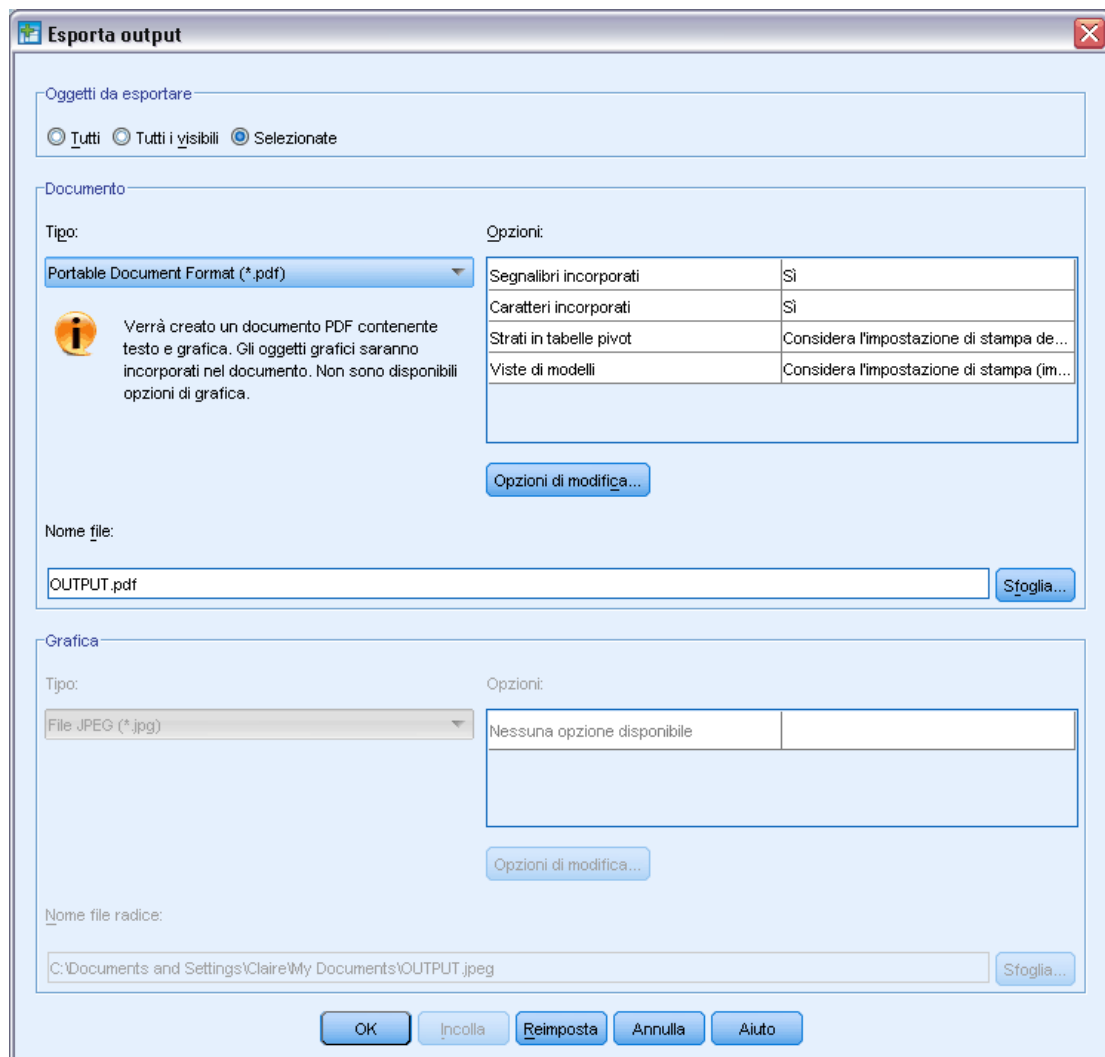 Esporta output
Oggetti da esportare
Tutti Tutti i visibili Selezionate
Documento
Tipo:
Portable Document Format (*.pdf)
Verrà creato un documento PDF contenente
testo e grafica. Gli oggetti grafici saranno
incorporati nel documento. Non sono disponibili
opzioni di grafica.
Opzioni:
Segnalibri incorporati Sì
Caratteri incorporati Sì
Strati in tabelle pivot Considera l'impostazione di stampa de...
Viste di modelli Considera l'impostazione di stampa (im...
Opzioni di modifica...
Nome file:
OUTPUT.pdf
Sfoglia...
Grafica
Tipo:
File JPEG (*.jpg)
Opzioni:
Nessuna opzione disponibile
Opzioni di modifica...
Nome file radice:
C:\Documents and Settings\Claire\My Documents\OUTPUT.jpeg
Sfoglia...
OK Incolla Reimposta Annulla Aiuto